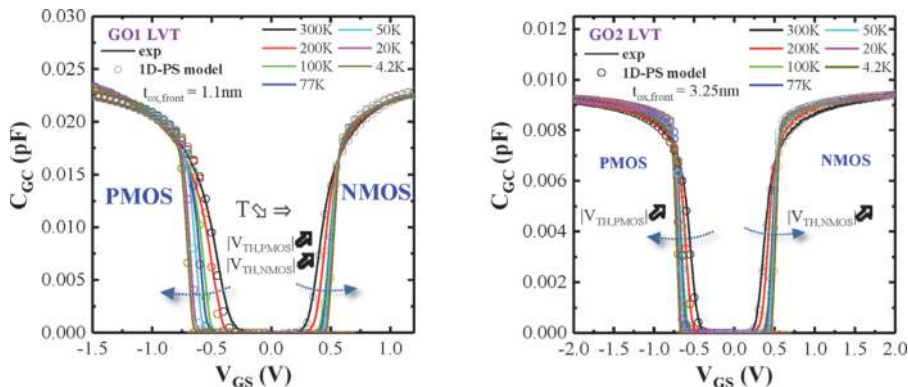 0.030
0.025
0.020
0.015
0.010
0.005
0.000
C_GC (pF)
GO1 LVT
exp
1D-PS model
t_ox,front = 1.1nm
300K
200K
100K
77K
50K
20K
4.2K
PMOS
NMOS
T↘ ⇒
|V_TH,PMOS|
|V_TH,NMOS|
-1.5 -1.0 -0.5 0.0 0.5 1.0
V_GS (V)
0.012
0.010
0.008
0.006
0.004
0.002
0.000
C_GC (pF)
GO2 LVT
exp
1D-PS model
t_ox,front = 3.25nm
300K
200K
100K
77K
50K
20K
4.2K
PMOS
NMOS
|V_TH,PMOS|
|V_TH,NMOS|
-2.0 -1.5 -1.0 -0.5 0.0 0.5 1.0 1.5 2.0
V_GS (V)